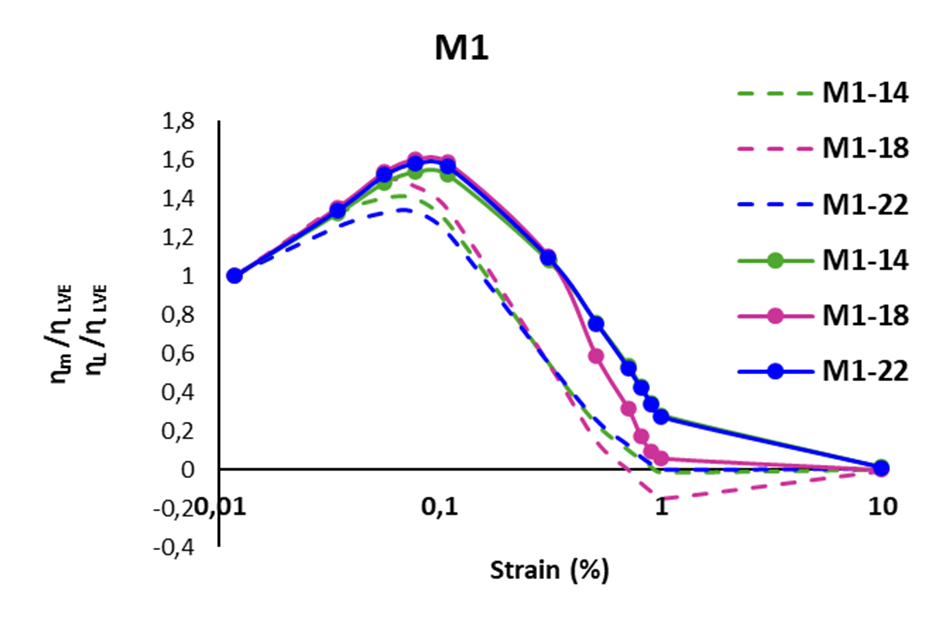 M1
M1-14
M1-18
M1-22
M1-14
M1-18
M1-22
1,8
1,6
1,4
1,2
1
0,8
0,6
0,4
0,2
0
-0,2
-0,4
0,01
0,1
1
10
ηm/ηLVE
ηL/ηLVE
Strain (%)